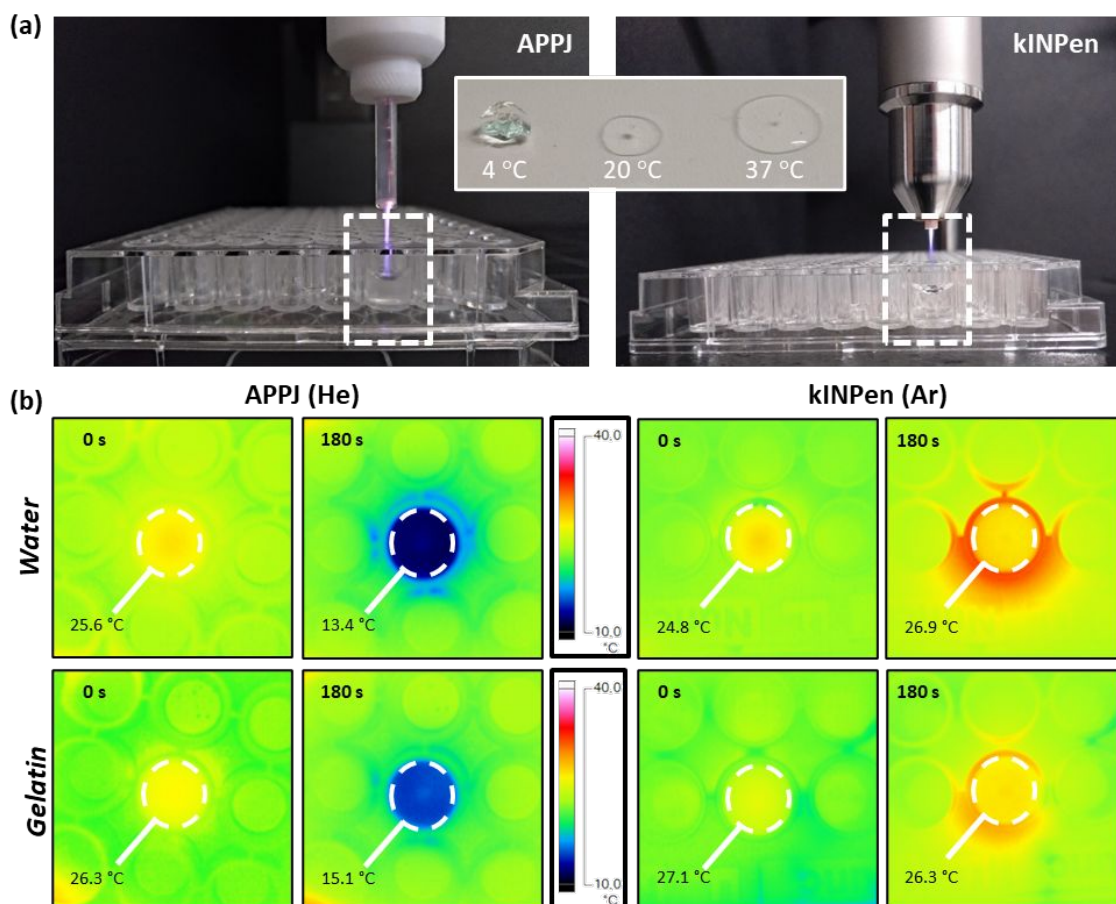 (a)
APPJ
kINPen
4 °C
20 °C
37 °C
(b)
APPJ (He)
kINPen (Ar)
Water
0 s
25.6 °C
180 s
13.4 °C
40,0
10,0
°C
0 s
24.8 °C
180 s
26.9 °C
Gelatin
0 s
26.3 °C
180 s
15.1 °C
40,0
10,0
°C
0 s
27.1 °C
180 s
26.3 °C